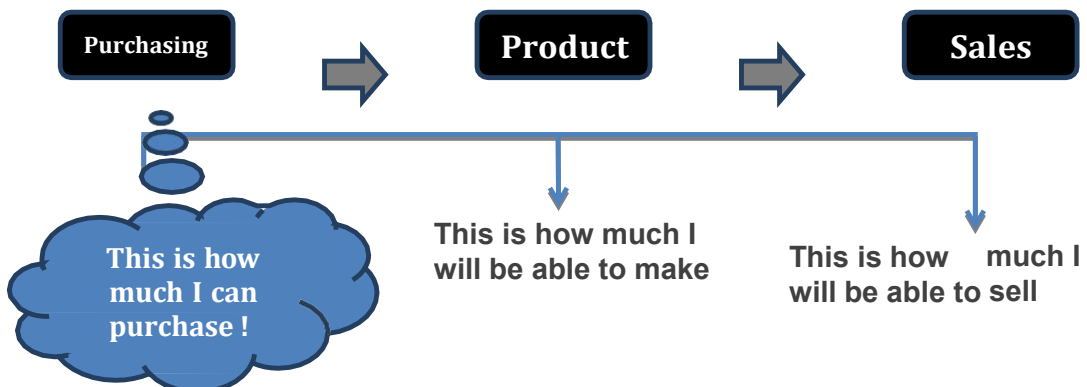 Purchasing
Product
Sales
This is how
much I can
purchase !
This is how much I
will be able to make
This is how much I
will be able to sell